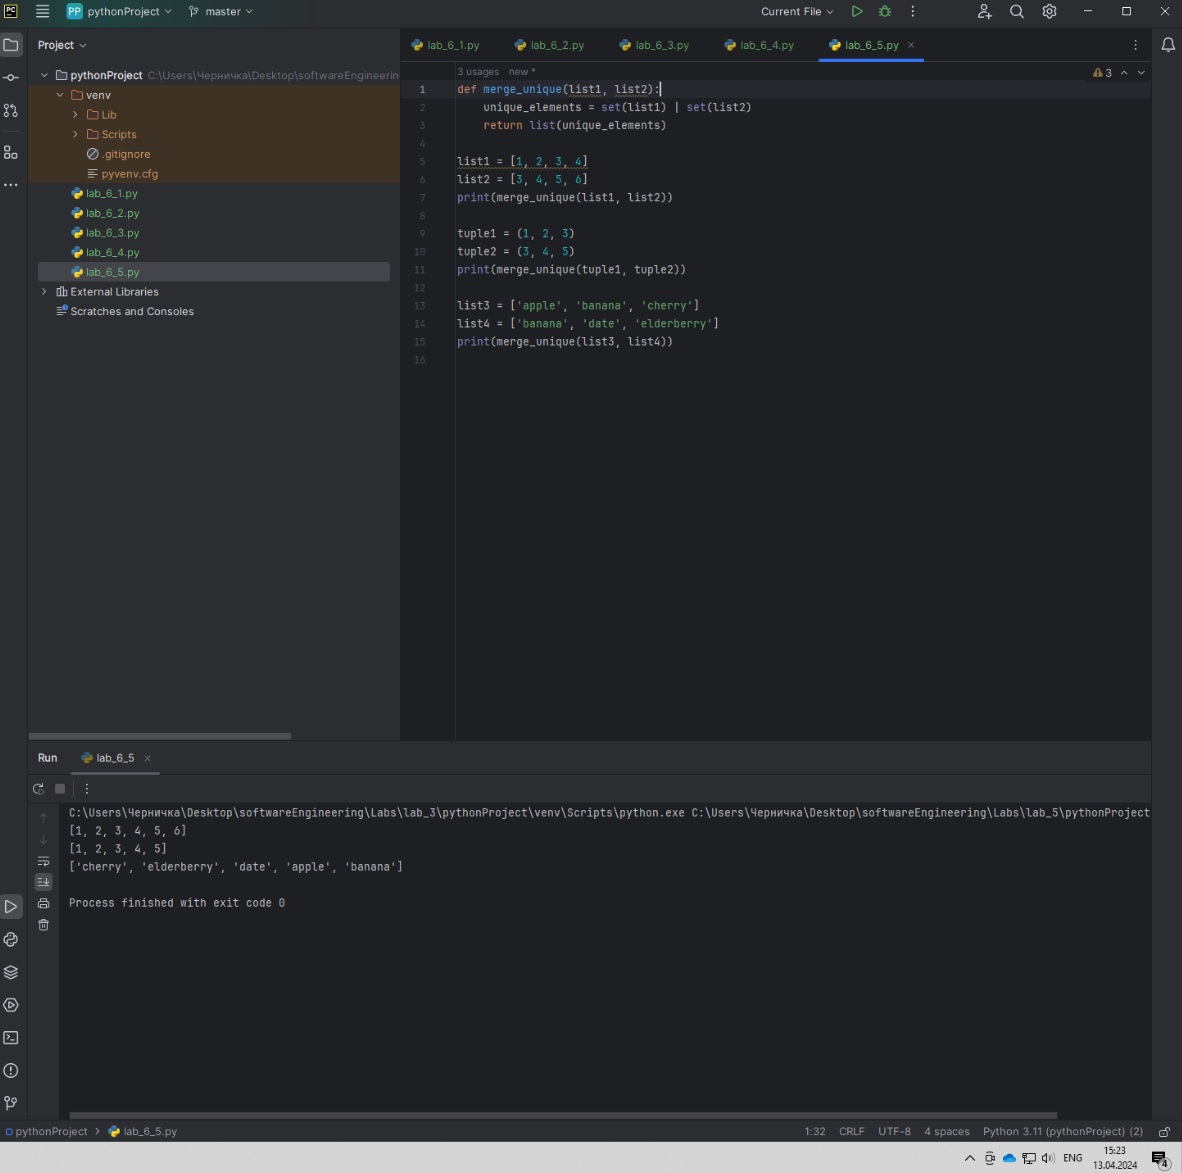 PC PP pythonProject master Current File
Project lab_6_1.py lab_6_2.py lab_6_3.py lab_6_4.py lab_6_5.py
pythonProject C:\Users\Черничка\Desktop\softwareEngineerin
venv
Lib
Scripts
.gitignore
pyvenv.cfg
lab_6_1.py
lab_6_2.py
lab_6_3.py
lab_6_4.py
lab_6_5.py
External Libraries
Scratches and Consoles
3 usages new *
3
1 def merge_unique(list1, list2):
2 unique_elements = set(list1) | set(list2)
3 return list(unique_elements)
4
5 list1 = [1, 2, 3, 4]
6 list2 = [3, 4, 5, 6]
7 print(merge_unique(list1, list2))
8
9 tuple1 = (1, 2, 3)
10 tuple2 = (3, 4, 5)
11 print(merge_unique(tuple1, tuple2))
12
13 list3 = ['apple', 'banana', 'cherry']
14 list4 = ['banana', 'date', 'elderberry']
15 print(merge_unique(list3, list4))
16
Run lab_6_5
C:\Users\Черничка\Desktop\softwareEngineering\Labs\lab_3\pythonProject\venv\Scripts\python.exe C:\Users\Черничка\Desktop\softwareEngineering\Labs\lab_5\pythonProject
[1, 2, 3, 4, 5, 6]
[1, 2, 3, 4, 5]
['cherry', 'elderberry', 'date', 'apple', 'banana']
Process finished with exit code 0
pythonProject lab_6_5.py 1:32 CRLF UTF-8 4 spaces Python 3.11 (pythonProject) (2)
ENG 15:23
13.04.2024 4